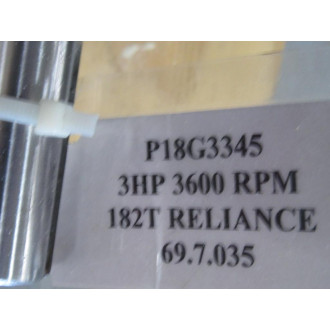 P18G3345
3HP 3600 RPM
182T RELIANCE
69.7.035